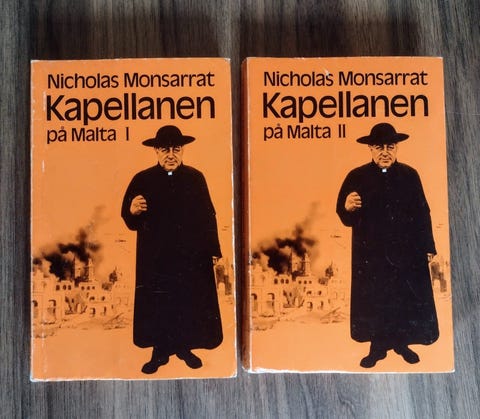 Nicholas Monsarrat
Kapellanen
på Malta I
Nicholas Monsarrat
Kapellanen
på Malta II